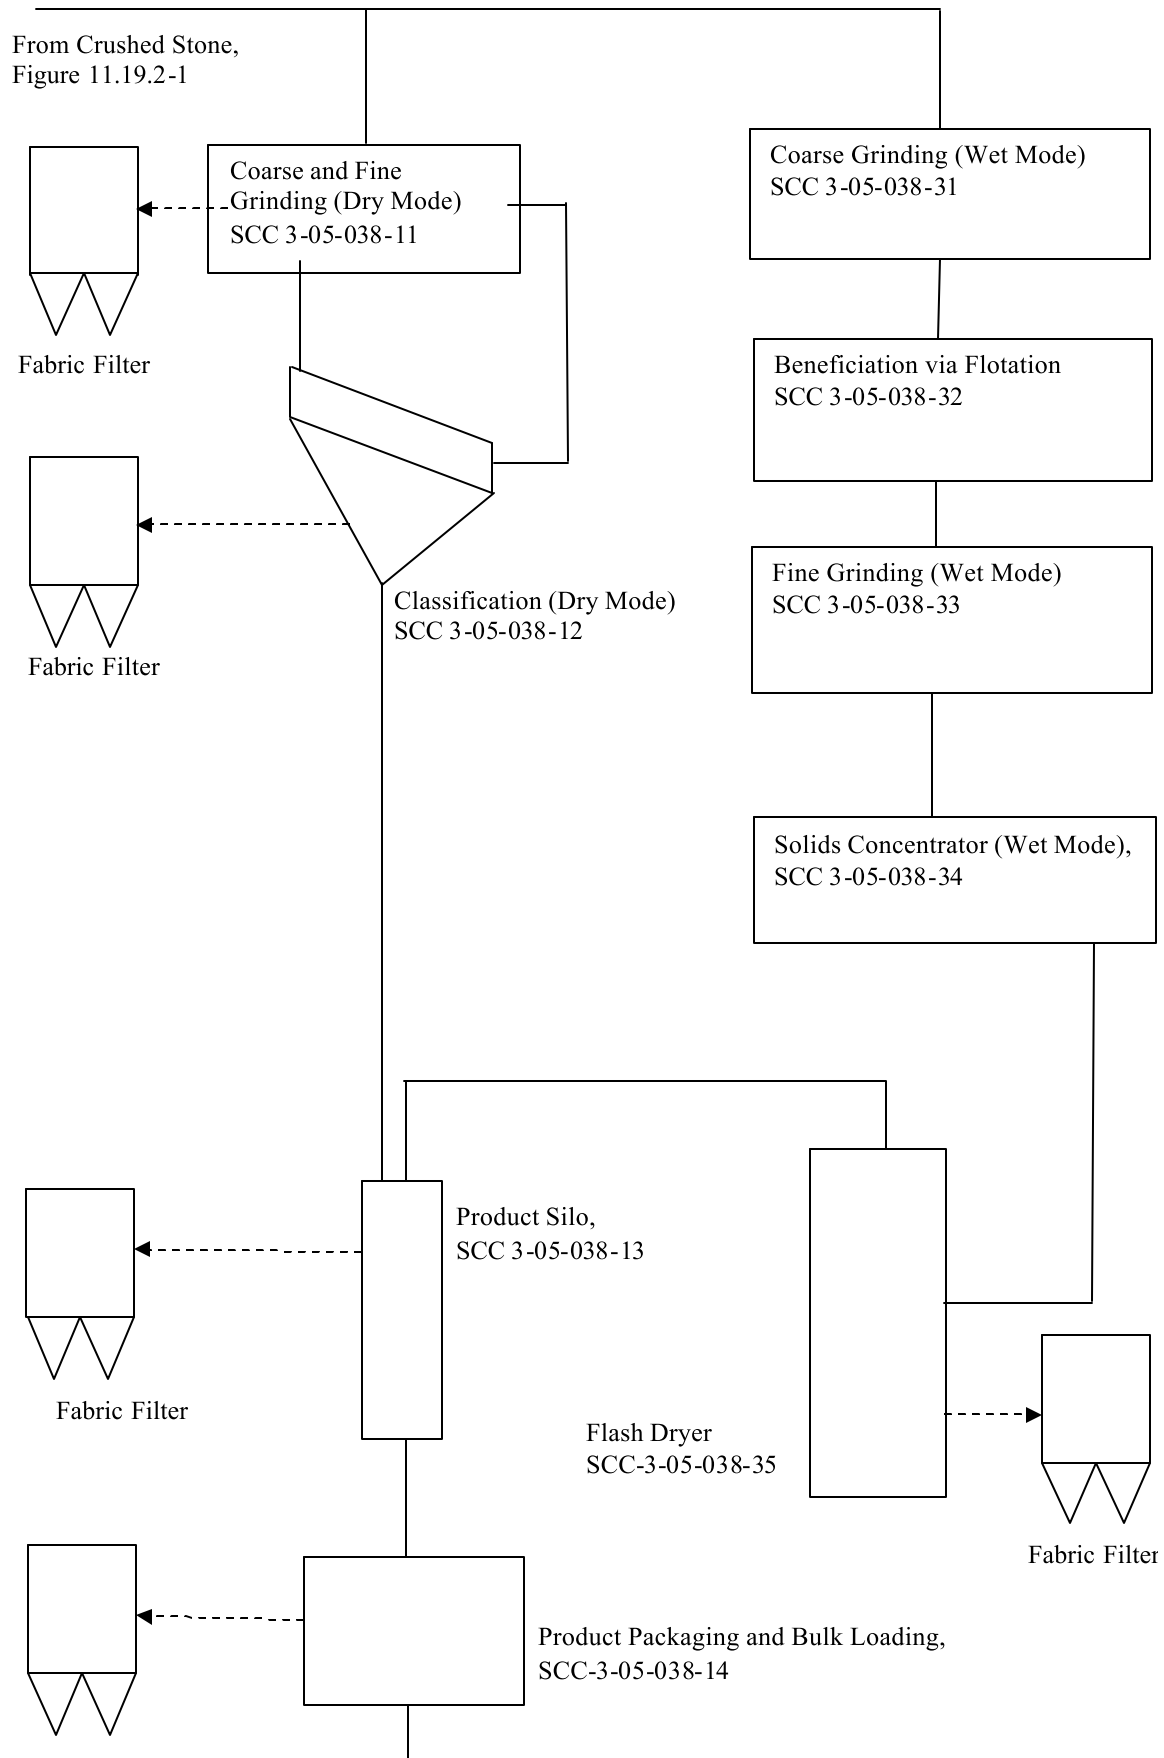 From Crushed Stone,
Figure 11.19.2-1
Coarse and Fine
Grinding (Dry Mode)
SCC 3-05-038-11
Fabric Filter
Coarse Grinding (Wet Mode)
SCC 3-05-038-31
Beneficiation via Flotation
SCC 3-05-038-32
Fabric Filter
Classification (Dry Mode)
SCC 3-05-038-12
Fine Grinding (Wet Mode)
SCC 3-05-038-33
Solids Concentrator (Wet Mode),
SCC 3-05-038-34
Product Silo,
SCC 3-05-038-13
Fabric Filter
Flash Dryer
SCC-3-05-038-35
Fabric Filter
Product Packaging and Bulk Loading,
SCC-3-05-038-14